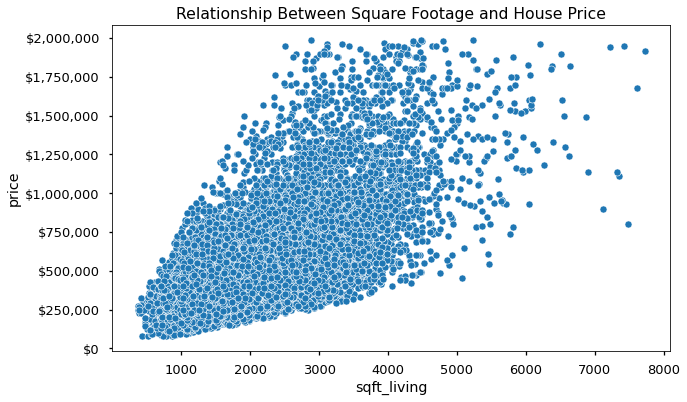 Relationship Between Square Footage and House Price
price
$2,000,000
$1,750,000
$1,500,000
$1,250,000
$1,000,000
$750,000
$500,000
$250,000
$0
1000 2000 3000 4000 5000 6000 7000 8000
sqft_living